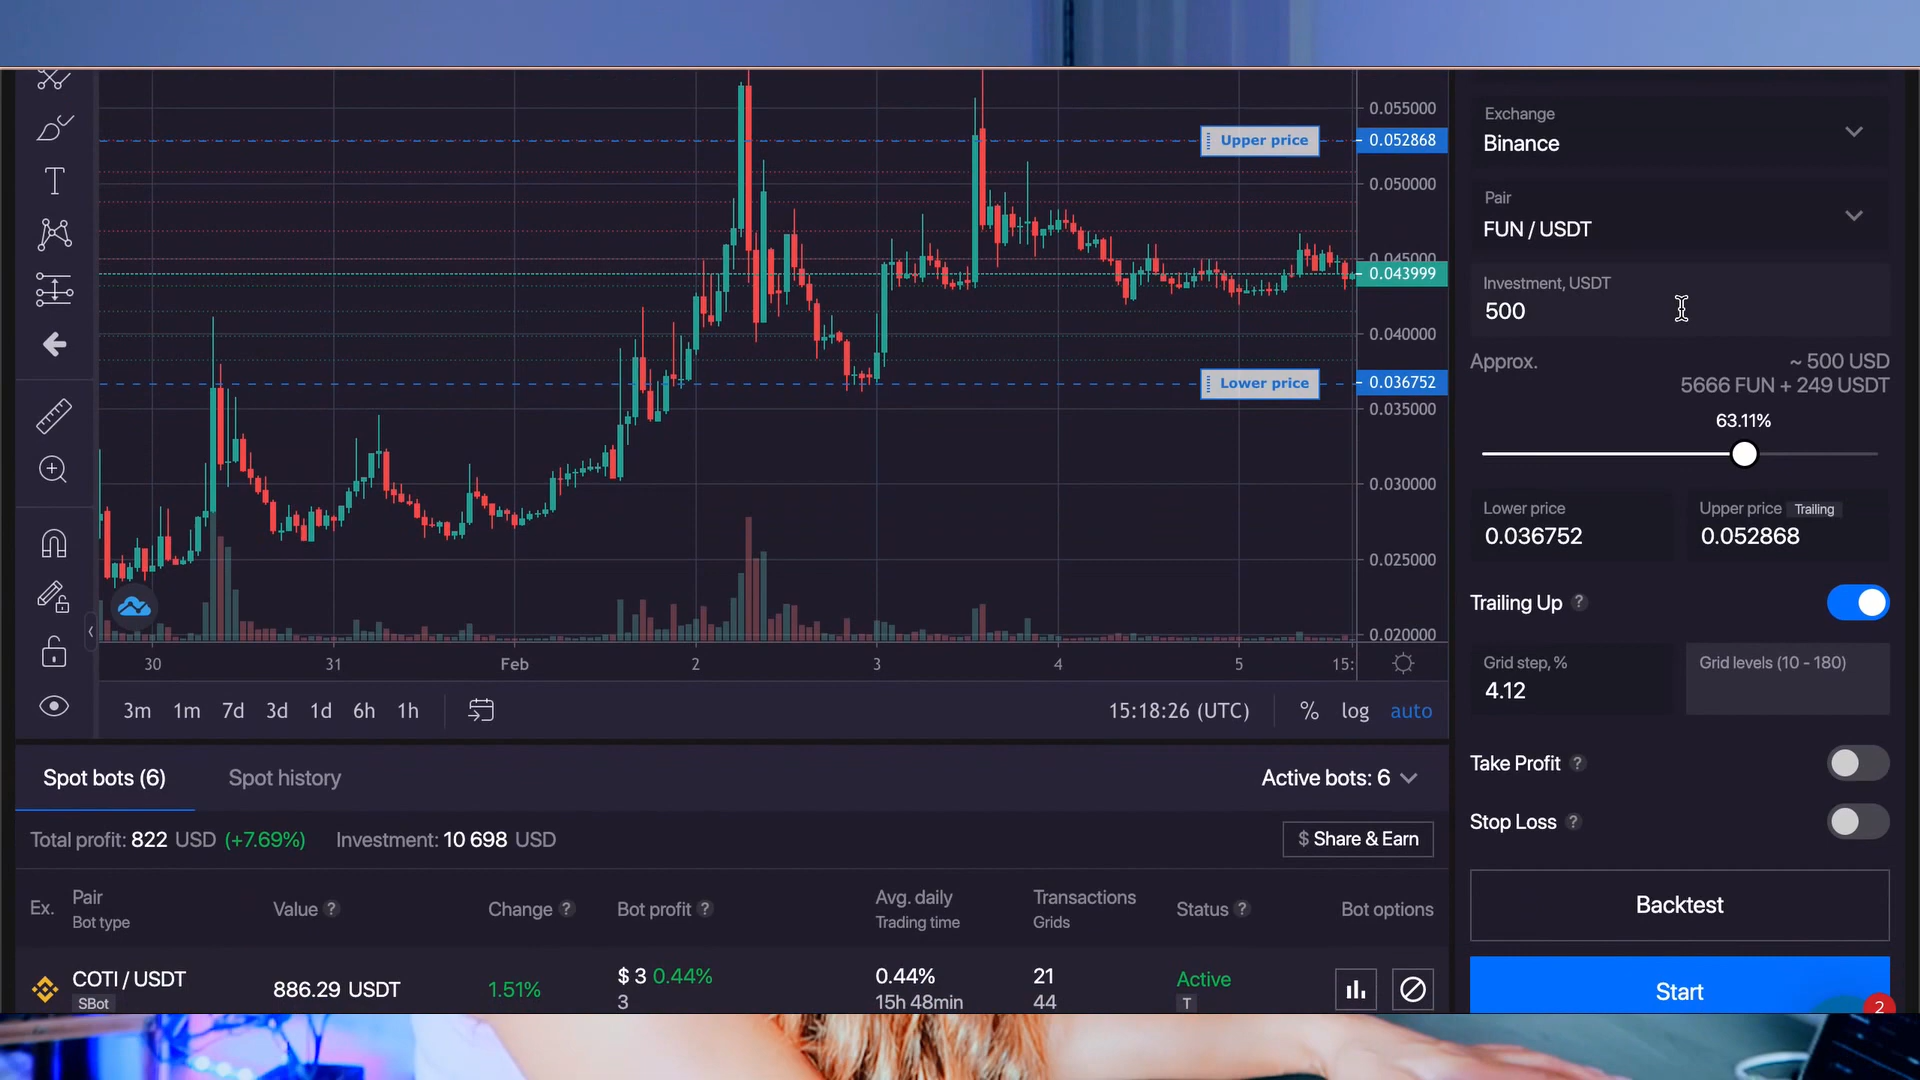 0.055000
Upper price
0.052868
0.050000
0.045000
0.043999
0.040000
Lower price
0.036752
0.035000
0.030000
0.025000
0.020000
30 31 Feb 2 3 4 5 15:
3m 1m 7d 3d 1d 6h 1h
15:18:26 (UTC) % log auto
Exchange
Binance
Pair
FUN / USDT
Investment, USDT
500
Approx. ~ 500 USD
5666 FUN + 249 USDT
63.11%
Lower price
0.036752
Upper price Trailing
0.052868
Trailing Up ?
Grid step, %
4.12
Grid levels (10 - 180)
Take Profit ?
Stop Loss ?
Backtest
Start
2
Spot bots (6) Spot history Active bots: 6
Total profit: 822 USD (+7.69%) Investment: 10 698 USD $ Share & Earn
Ex. Pair
Bot type
Value ? Change ? Bot profit ?
Avg. daily
Trading time
Transactions
Grids
Status ? Bot options
COTI / USDT
SBot
886.29 USDT 1.51%
$ 3 0.44%
3
0.44%
15h 48min
21
44
Active
T